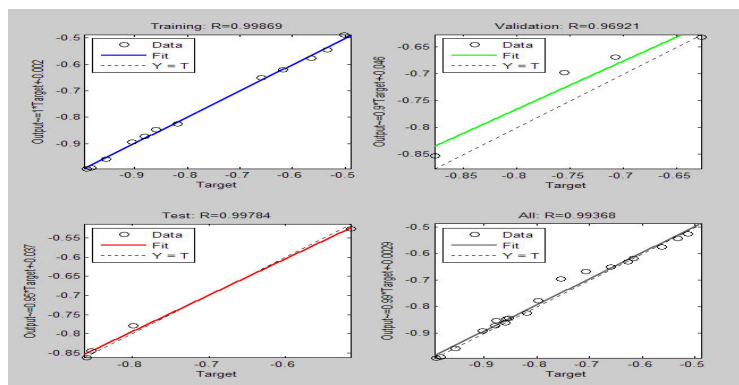 Training: R=0.99869
Data
Fit
Y = T
Output~=1*Target+-0.002
-0.5
-0.6
-0.7
-0.8
-0.9
-0.9 -0.8 -0.7 -0.6 -0.5
Target
Validation: R=0.96921
Data
Fit
Y = T
Output~=0.9*Target+-0.046
-0.65
-0.7
-0.75
-0.8
-0.85
-0.85 -0.8 -0.75 -0.7 -0.65
Target
Test: R=0.99784
Data
Fit
Y = T
Output~=0.95*Target+-0.037
-0.55
-0.6
-0.65
-0.7
-0.75
-0.8
-0.85
-0.8 -0.7 -0.6
Target
All: R=0.99368
Data
Fit
Y = T
Output~=0.99*Target+-0.0029
-0.5
-0.6
-0.7
-0.8
-0.9
-0.9 -0.8 -0.7 -0.6 -0.5
Target